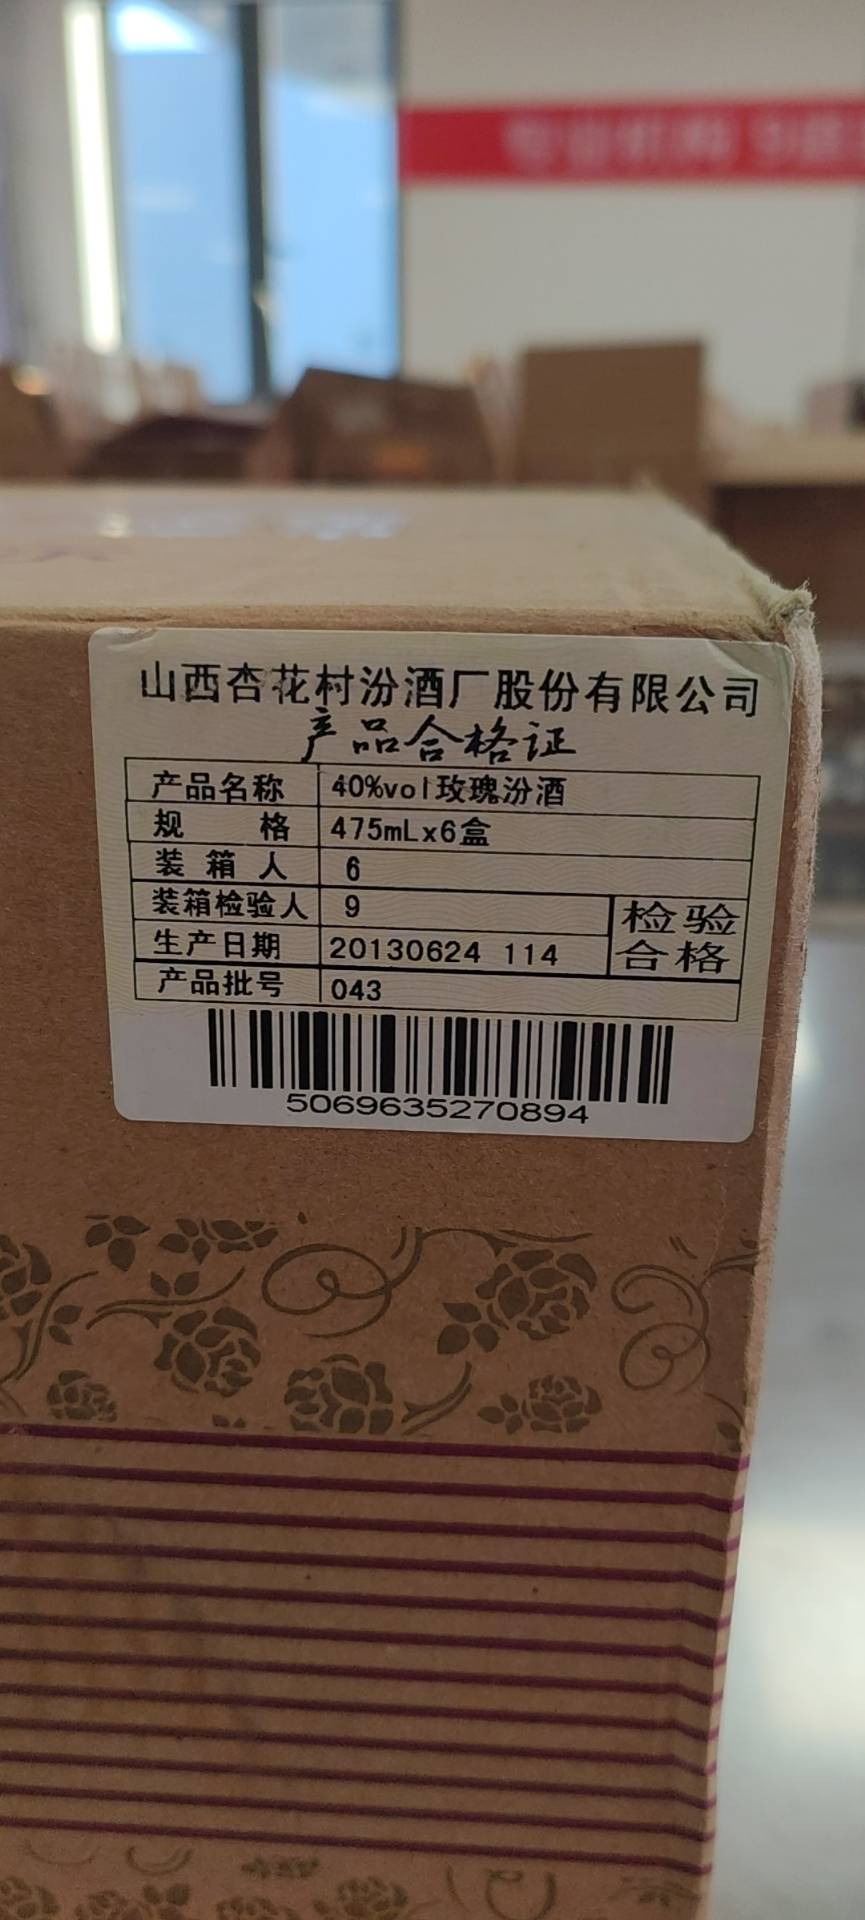 山西杏花村汾酒厂股份有限公司
产品合格证
产品名称 40%vol玫瑰汾酒
规 格 475mLx6盒
装 箱 人 6
装箱检验人 9
检验合格
生产日期 20130624 114
产品批号 043
5069635270894